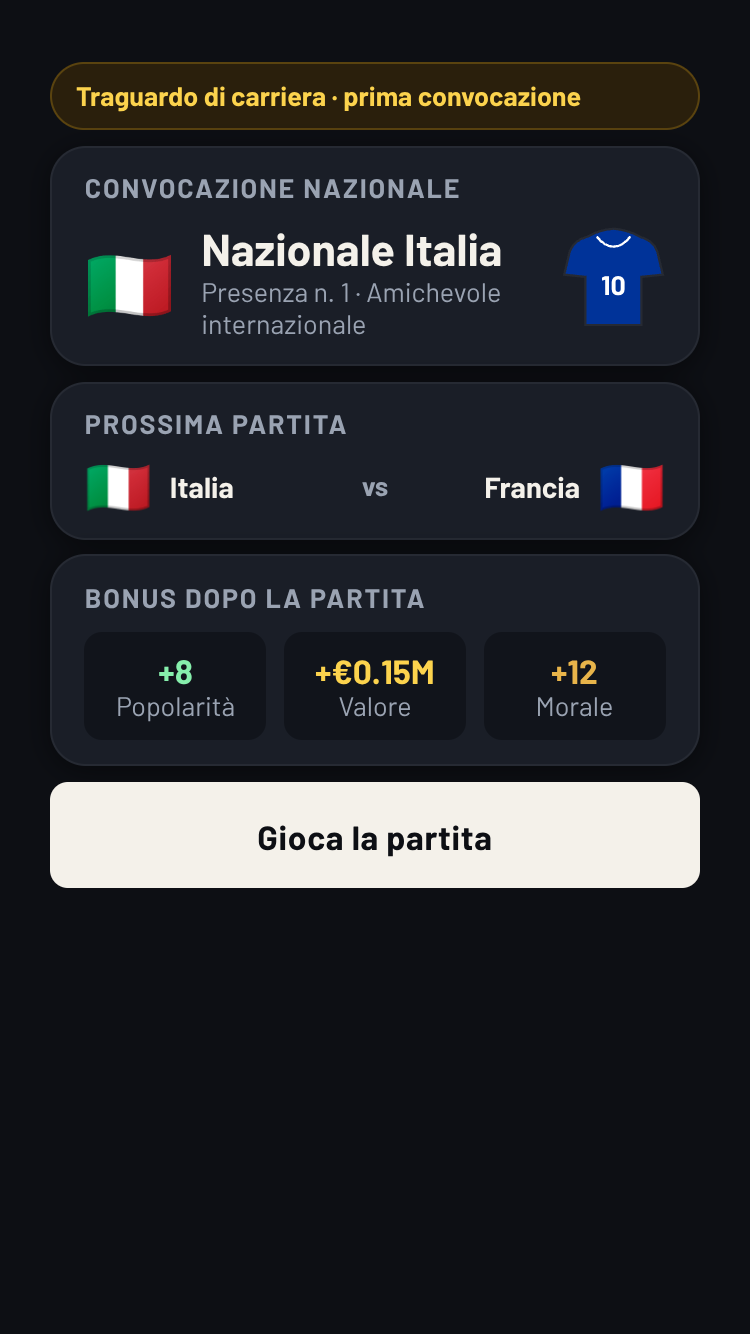 Traguardo di carriera · prima convocazione
CONVOCAZIONE NAZIONALE
Nazionale Italia
Presenza n. 1 · Amichevole
internazionale
10
PROSSIMA PARTITA
Italia
vs
Francia
BONUS DOPO LA PARTITA
+8
Popolarità
+€0.15M
Valore
+12
Morale
Gioca la partita